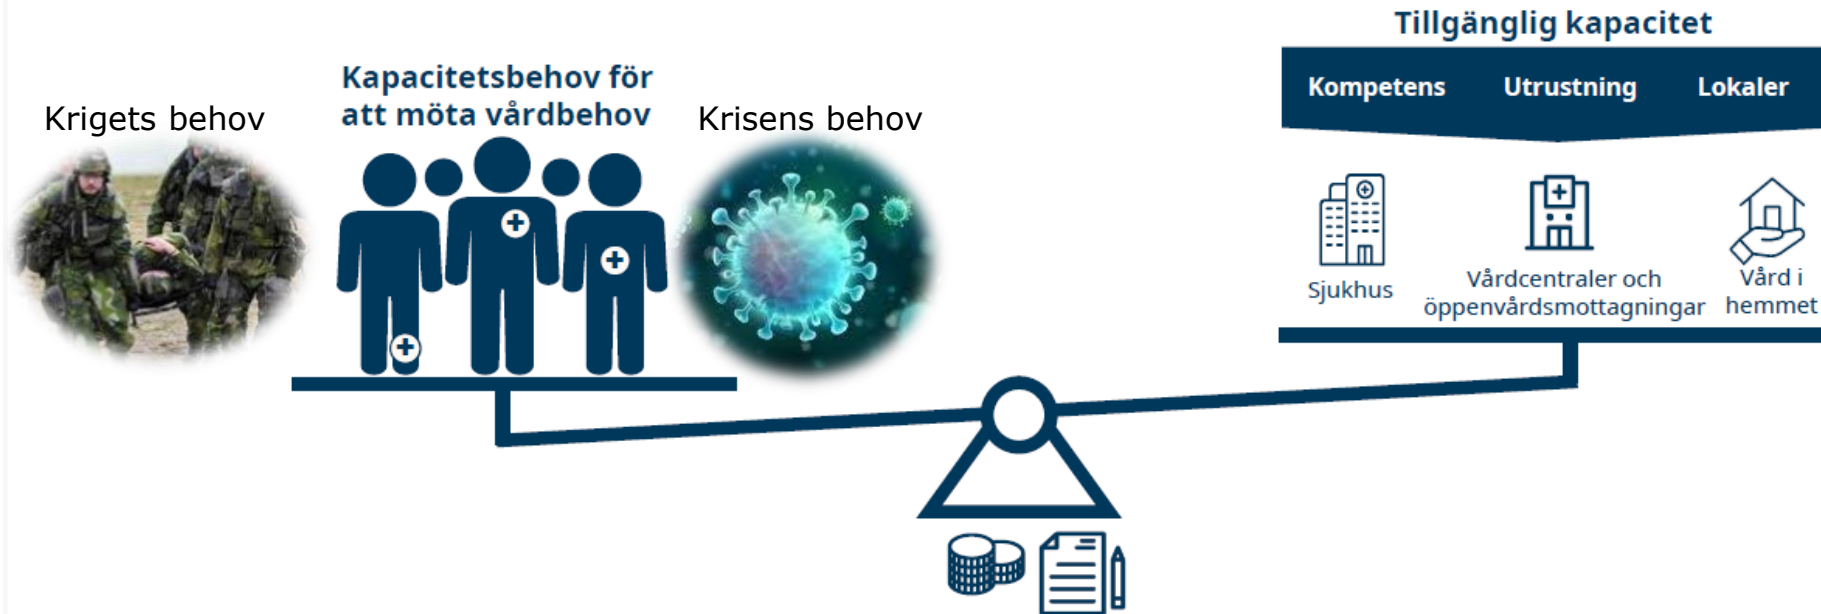 Tillgänglig kapacitet
Kompetens Utrustning Lokaler
Kapacitetsbehov för
att möta vårdbehov
Krigets behov
Krisens behov
Sjukhus
Vårdcentraler och
öppenvårdsmottagningar
Vård i
hemmet